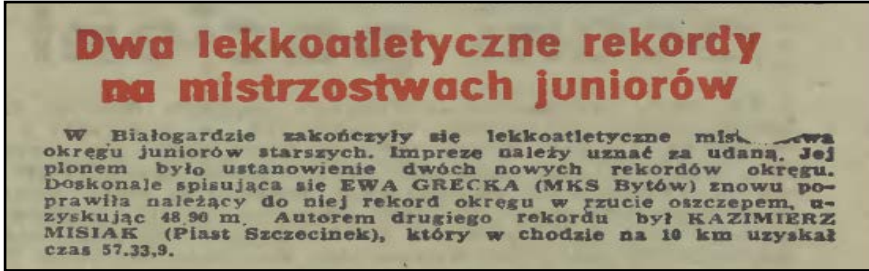 Dwa lekkoatletyczne rekordy
na mistrzostwach juniorów
W Białogardzie zakończyły się lekkoatletyczne
okręgu juniorów starszych. Imprezę należy uznać za udaną. Jej
plonem było ustanowienie dwóch nowych rekordów okręgu.
Doskonale spisująca się EWA GRECKA (MKS Bytów) znowu po-
prawiła należący do niej rekord okręgu w rzucie oszczepem, u-
zyskując 48,90 m. Autorem drugiego rekordu był KAZIMIERZ
MISIAK (Piast Szczecinek), który w chodzie na 10 km uzyskał
czas 57.33,9.